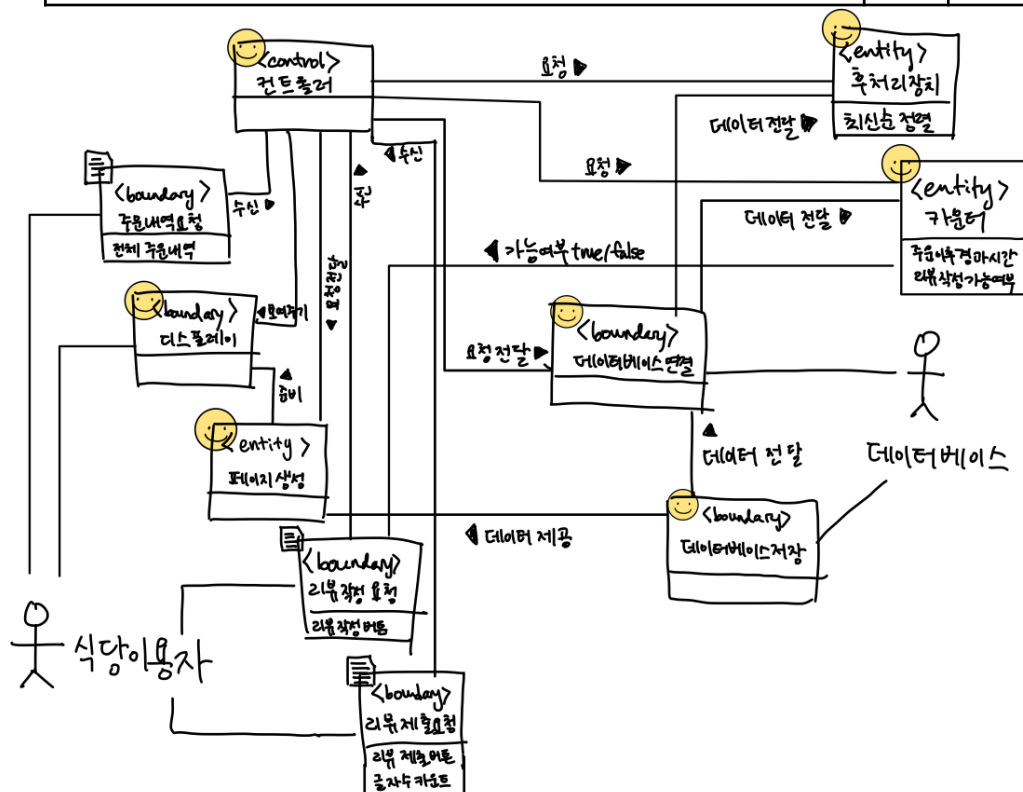 <control>
컨트롤러
<entity>
후처리장치
최신순 정렬
요청 ▶
데이터 전달 ▶
◀ 수신
수신
요청 ▶
<entity>
카운터
주문이후 경과시간
리뷰작성가능여부
데이터 전달 ▶
<boundary>
주문내역요청
전체 주문내역
수신 ▶
◀ 가능여부 true/false
◀ 요청전달
<boundary>
디스플레이
◀ 보여주기
<boundary>
데이터베이스 연결
요청 전달 ▶
◀ 준비
<entity>
페이지 생성
▲
데이터 전달
데이터베이스
<boundary>
데이터베이스저장
◀ 데이터 제공
<boundary>
리뷰 작성 요청
리뷰 작성 버튼
식당이용자
<boundary>
리뷰 제출요청
리뷰 제출버튼
글자수 카운트